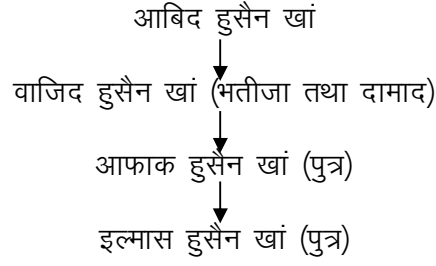 आबिद हुसैन खां
वाजिद हुसैन खां (भतीजा तथा दामाद)
आफाक हुसैन खां (पुत्र)
इल्मास हुसैन खां (पुत्र)